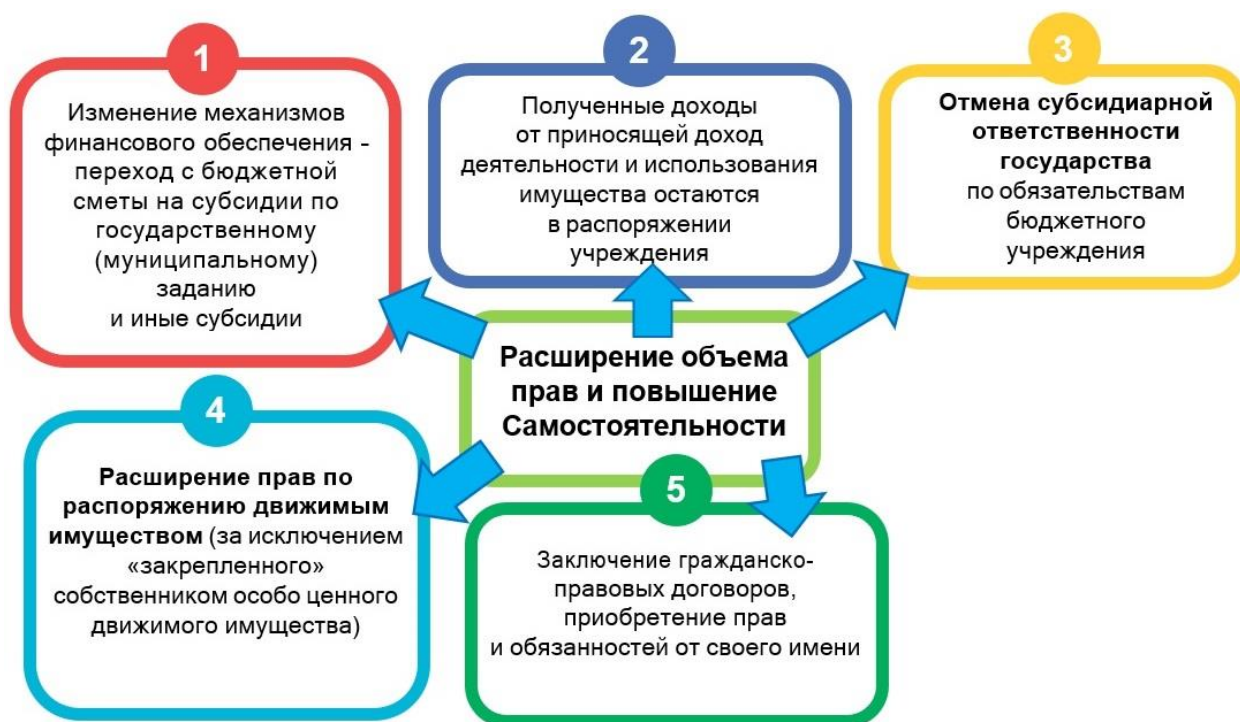 1
Изменение механизмов
финансового обеспечения -
переход с бюджетной
сметы на субсидии по
государственному
(муниципальному)
заданию
и иные субсидии
2
Полученные доходы
от приносящей доход
деятельности и использования
имущества остаются
в распоряжении
учреждения
3
Отмена субсидиарной
ответственности
государства
по обязательствам
бюджетного
учреждения
Расширение объема
прав и повышение
Самостоятельности
4
Расширение прав по
распоряжению движимым
имуществом (за исключением
«закрепленного»
собственником особо ценного
движимого имущества)
5
Заключение гражданско-
правовых договоров,
приобретение прав
и обязанностей от своего имени